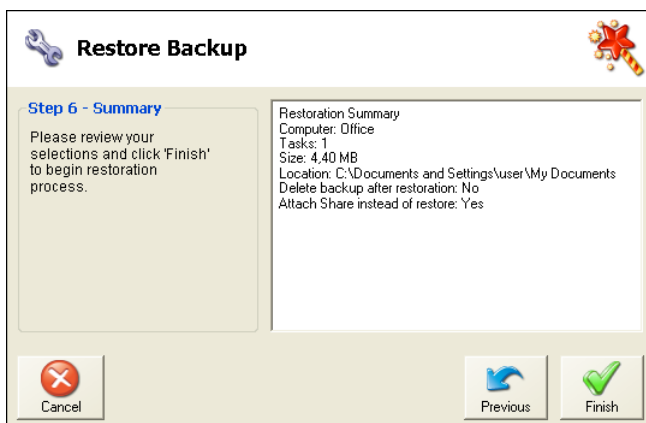 Restore Backup
Step 6 - Summary
Please review your
selections and click 'Finish'
to begin restoration
process.
Restoration Summary
Computer: Office
Tasks: 1
Size: 4,40 MB
Location: C:\Documents and Settings\user\My Documents
Delete backup after restoration: No
Attach Share instead of restore: Yes
Cancel
Previous
Finish